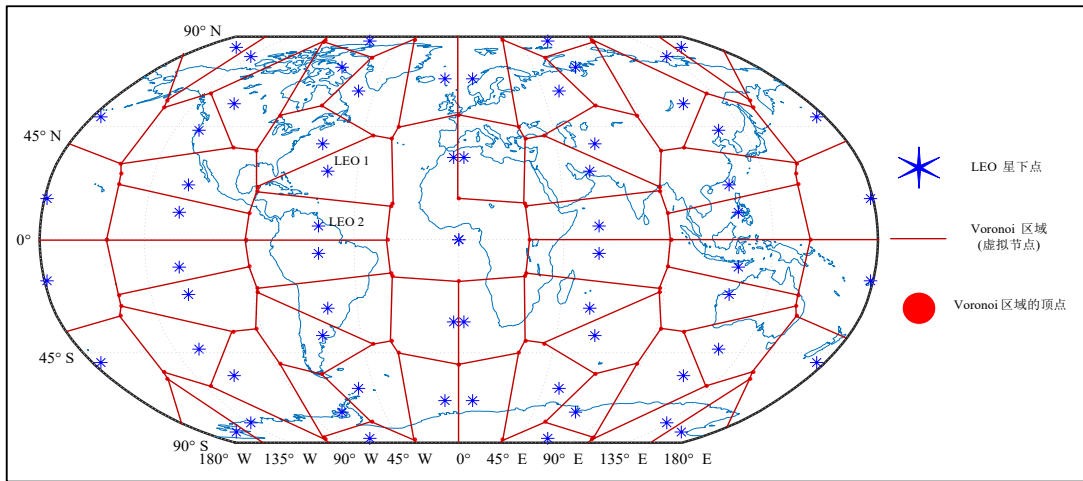 90° N
45° N
0°
45° S
90° S
180° W 135° W 90° W 45° W 0° 45° E 90° E 135° E 180° E
LEO 1
LEO 2
LEO 星下点
Voronoi 区域
(虚拟节点)
Voronoi 区域的顶点